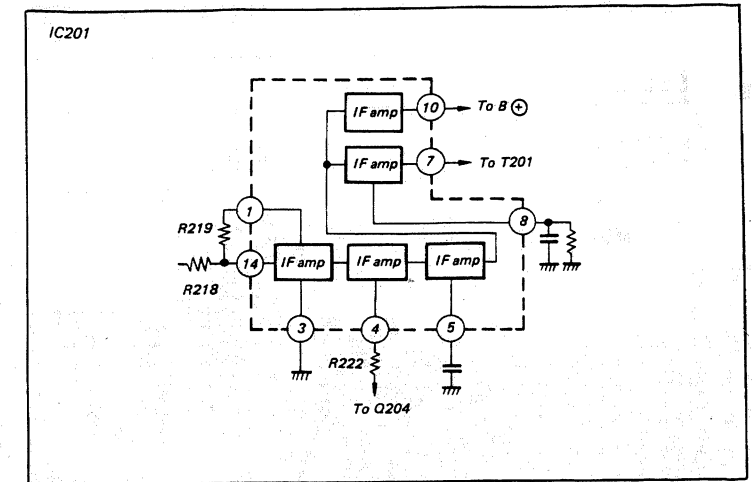 IC201
IF amp
10
To B ⊕
IF amp
7
To T201
1
8
R219
14
IF amp
IF amp
IF amp
R218
3
4
5
R222
To Q204